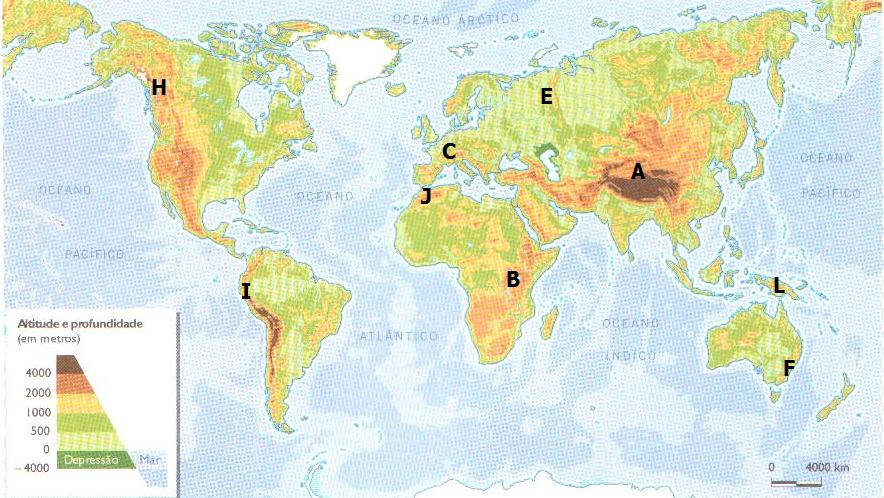 OCEANO ÁRCTICO
H
E
C
A
OCEANO
PACÍFICO
OCEANO
OCEANO
J
PACÍFICO
B
L
I
OCEANO
ÍNDICO
ATLÂNTICO
F
Altitude e profundidade
(em metros)
4000
2000
1000
500
0
– 4000
Depressão
Mar
0 4000 km